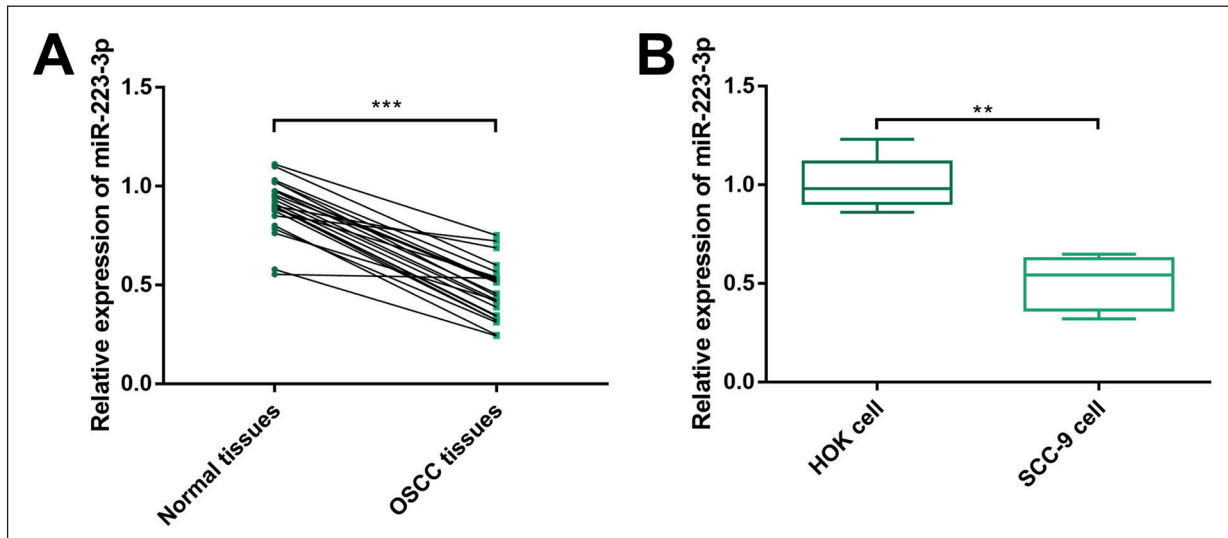 A
Relative expression of miR-223-3p
1.5
1.0
0.5
0.0
***
Normal tissues
OSCC tissues
B
Relative expression of miR-223-3p
1.5
1.0
0.5
0.0
**
HOK cell
SCC-9 cell